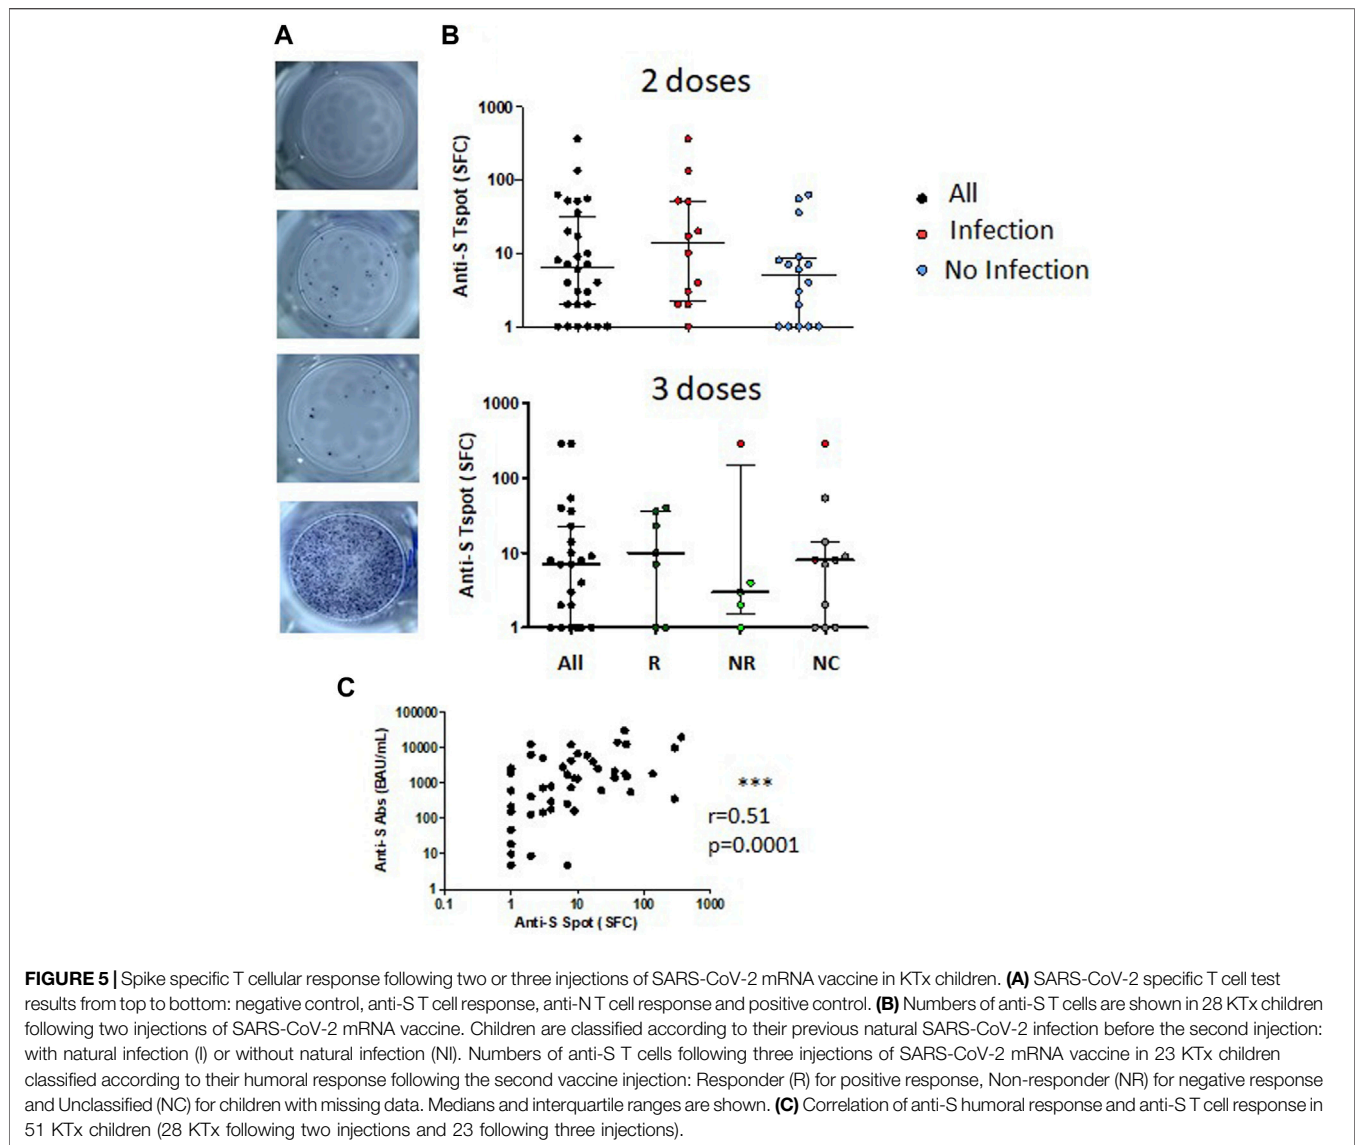 A
B
2 doses
1000
100
10
1
Anti-S Tspot (SFC)
All
Infection
No Infection
3 doses
1000
100
10
1
Anti-S Tspot (SFC)
All R NR NC
C
100000
10000
1000
100
10
1
Anti-S Abs (BAU/mL)
0.1 1 10 100 1000
Anti-S Spot (SFC)
***
r=0.51
p=0.0001
FIGURE 5 | Spike specific T cellular response following two or three injections of SARS-CoV-2 mRNA vaccine in KTx children. (A) SARS-CoV-2 specific T cell test
results from top to bottom: negative control, anti-S T cell response, anti-N T cell response and positive control. (B) Numbers of anti-S T cells are shown in 28 KTx children
following two injections of SARS-CoV-2 mRNA vaccine. Children are classified according to their previous natural SARS-CoV-2 infection before the second injection:
with natural infection (I) or without natural infection (NI). Numbers of anti-S T cells following three injections of SARS-CoV-2 mRNA vaccine in 23 KTx children
classified according to their humoral response following the second vaccine injection: Responder (R) for positive response, Non-responder (NR) for negative response
and Unclassified (NC) for children with missing data. Medians and interquartile ranges are shown. (C) Correlation of anti-S humoral response and anti-S T cell response in
51 KTx children (28 KTx following two injections and 23 following three injections).